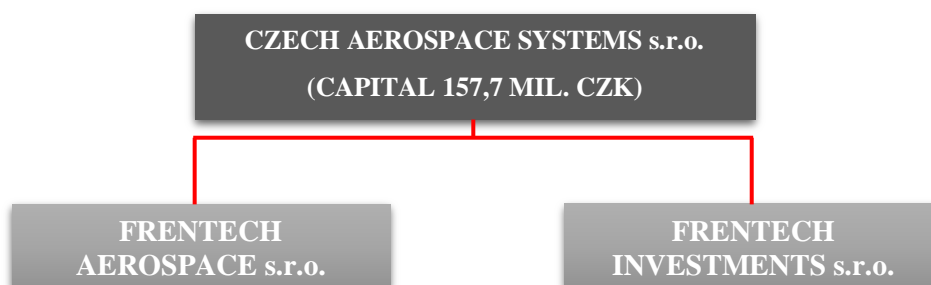 CZECH AEROSPACE SYSTEMS s.r.o.
(CAPITAL 157,7 MIL. CZK)
FRENTECH
AEROSPACE s.r.o.
FRENTECH
INVESTMENTS s.r.o.